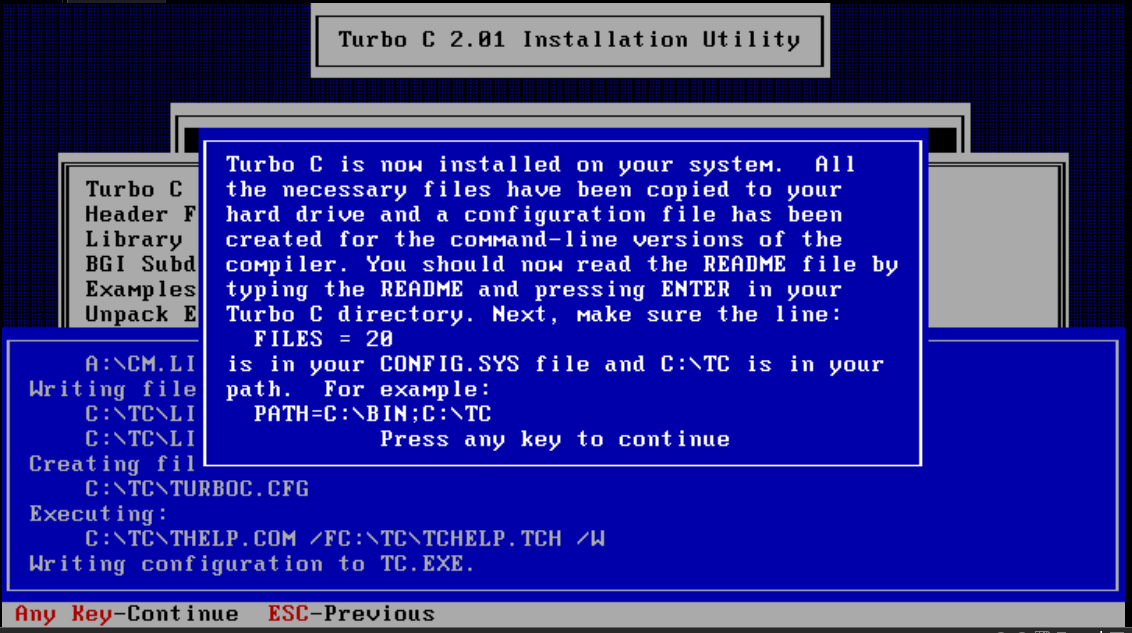 Turbo C 2.01 Installation Utility
Turbo C is now installed on your system.  All
the necessary files have been copied to your
hard drive and a configuration file has been
created for the command-line versions of the
compiler. You should now read the README file by
typing the README and pressing ENTER in your
Turbo C directory. Next, make sure the line:
FILES = 20
is in your CONFIG.SYS file and C:\TC is in your
path.  For example:
PATH=C:\BIN;C:\TC
Press any key to continue
Turbo C
Header F
Library
BGI Subd
Examples
Unpack E
A:\CM.LI
Writing file
C:\TC\LI
C:\TC\LI
Creating fil
C:\TC\TURBOC.CFG
Executing:
C:\TC\THELP.COM /FC:\TC\TCHELP.TCH /W
Writing configuration to TC.EXE.
Any Key-Continue  ESC-Previous